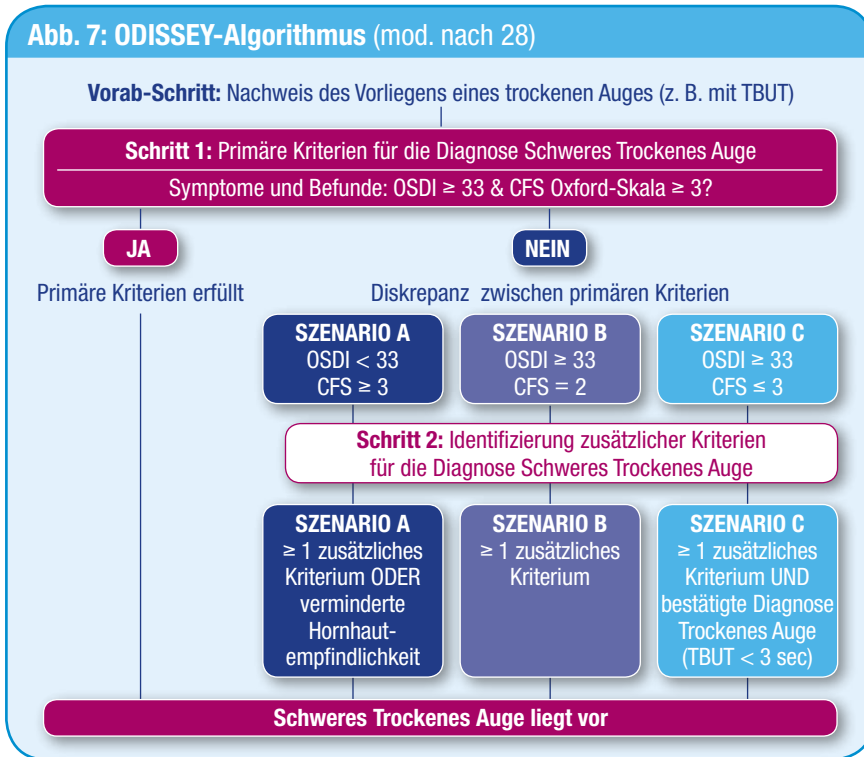 Abb. 7: ODISSEY-Algorithmus (mod. nach 28)
Vorab-Schritt: Nachweis des Vorliegens eines trockenen Auges (z. B. mit TBUT)
Schritt 1: Primäre Kriterien für die Diagnose Schweres Trockenes Auge
Symptome und Befunde: OSDI ≥ 33 & CFS Oxford-Skala ≥ 3?
JA
Primäre Kriterien erfüllt
NEIN
Diskrepanz zwischen primären Kriterien
SZENARIO A
OSDI < 33
CFS ≥ 3
SZENARIO B
OSDI ≥ 33
CFS = 2
SZENARIO C
OSDI ≥ 33
CFS ≤ 3
Schritt 2: Identifizierung zusätzlicher Kriterien
für die Diagnose Schweres Trockenes Auge
SZENARIO A
≥ 1 zusätzliches
Kriterium ODER
verminderte
Hornhaut-
empfindlichkeit
SZENARIO B
≥ 1 zusätzliches
Kriterium
SZENARIO C
≥ 1 zusätzliches
Kriterium UND
bestätigte Diagnose
Trockenes Auge
(TBUT < 3 sec)
Schweres Trockenes Auge liegt vor